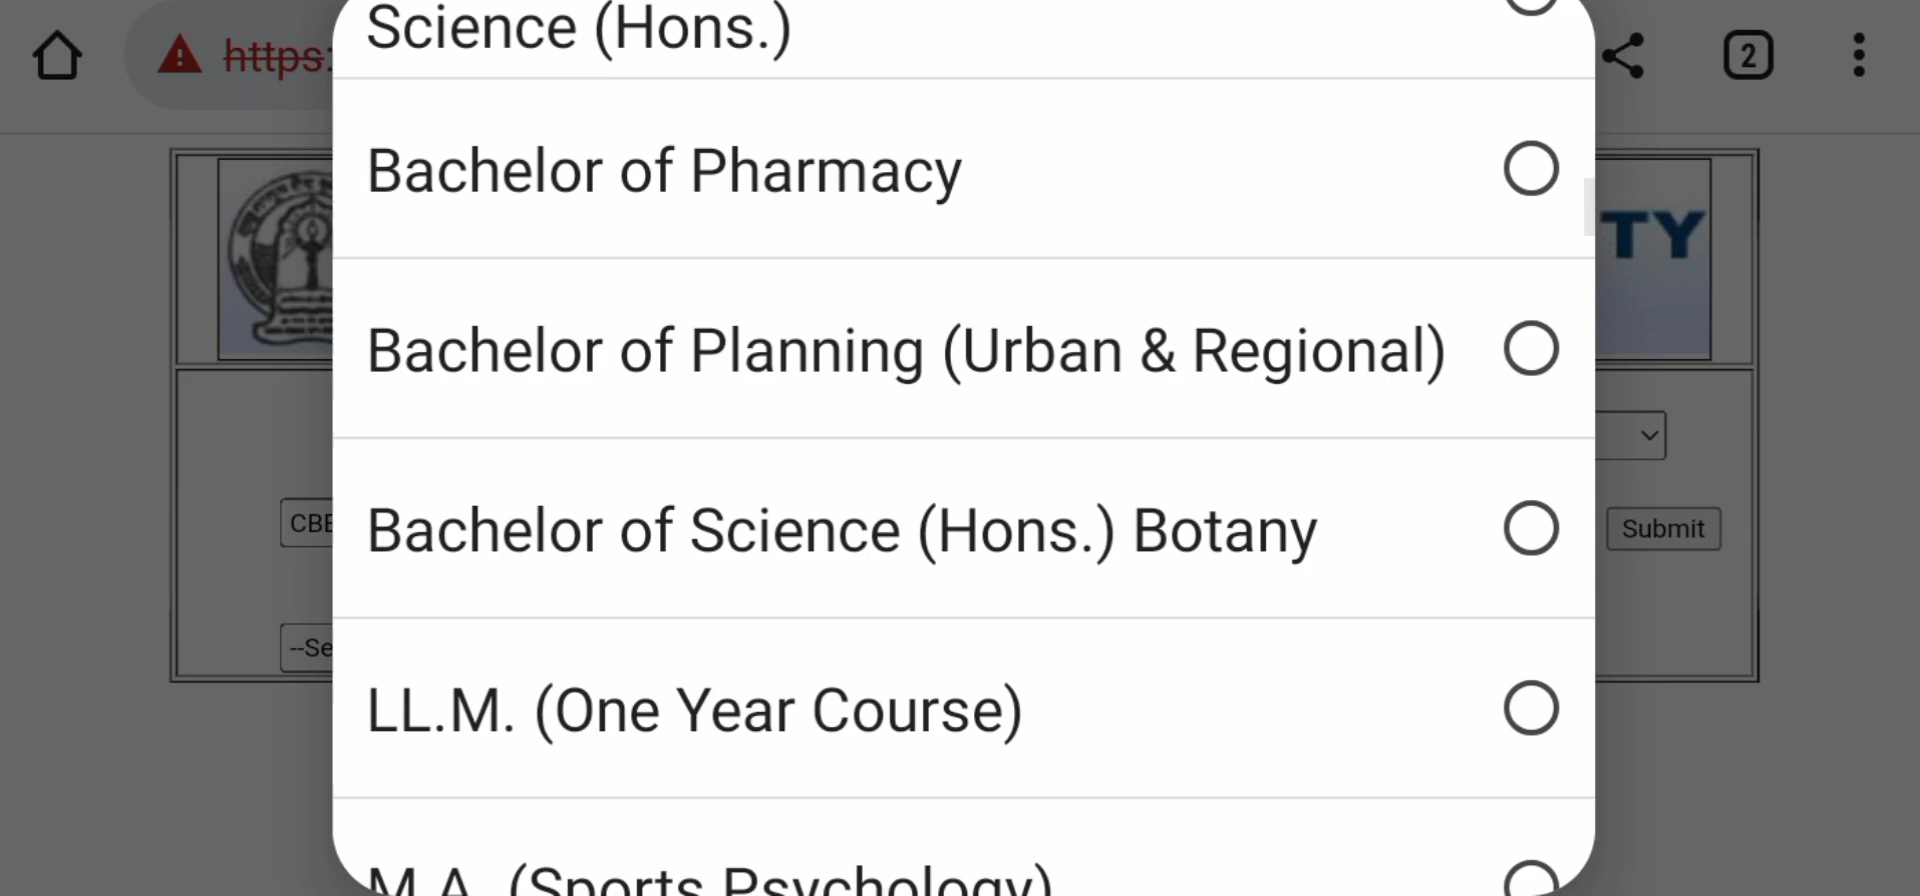 Science (Hons.)
https:
2
Bachelor of Pharmacy
TY
Bachelor of Planning (Urban & Regional)
CBE
Bachelor of Science (Hons.) Botany
Submit
--Se
LL.M. (One Year Course)
M.A. (Sports Psychology)